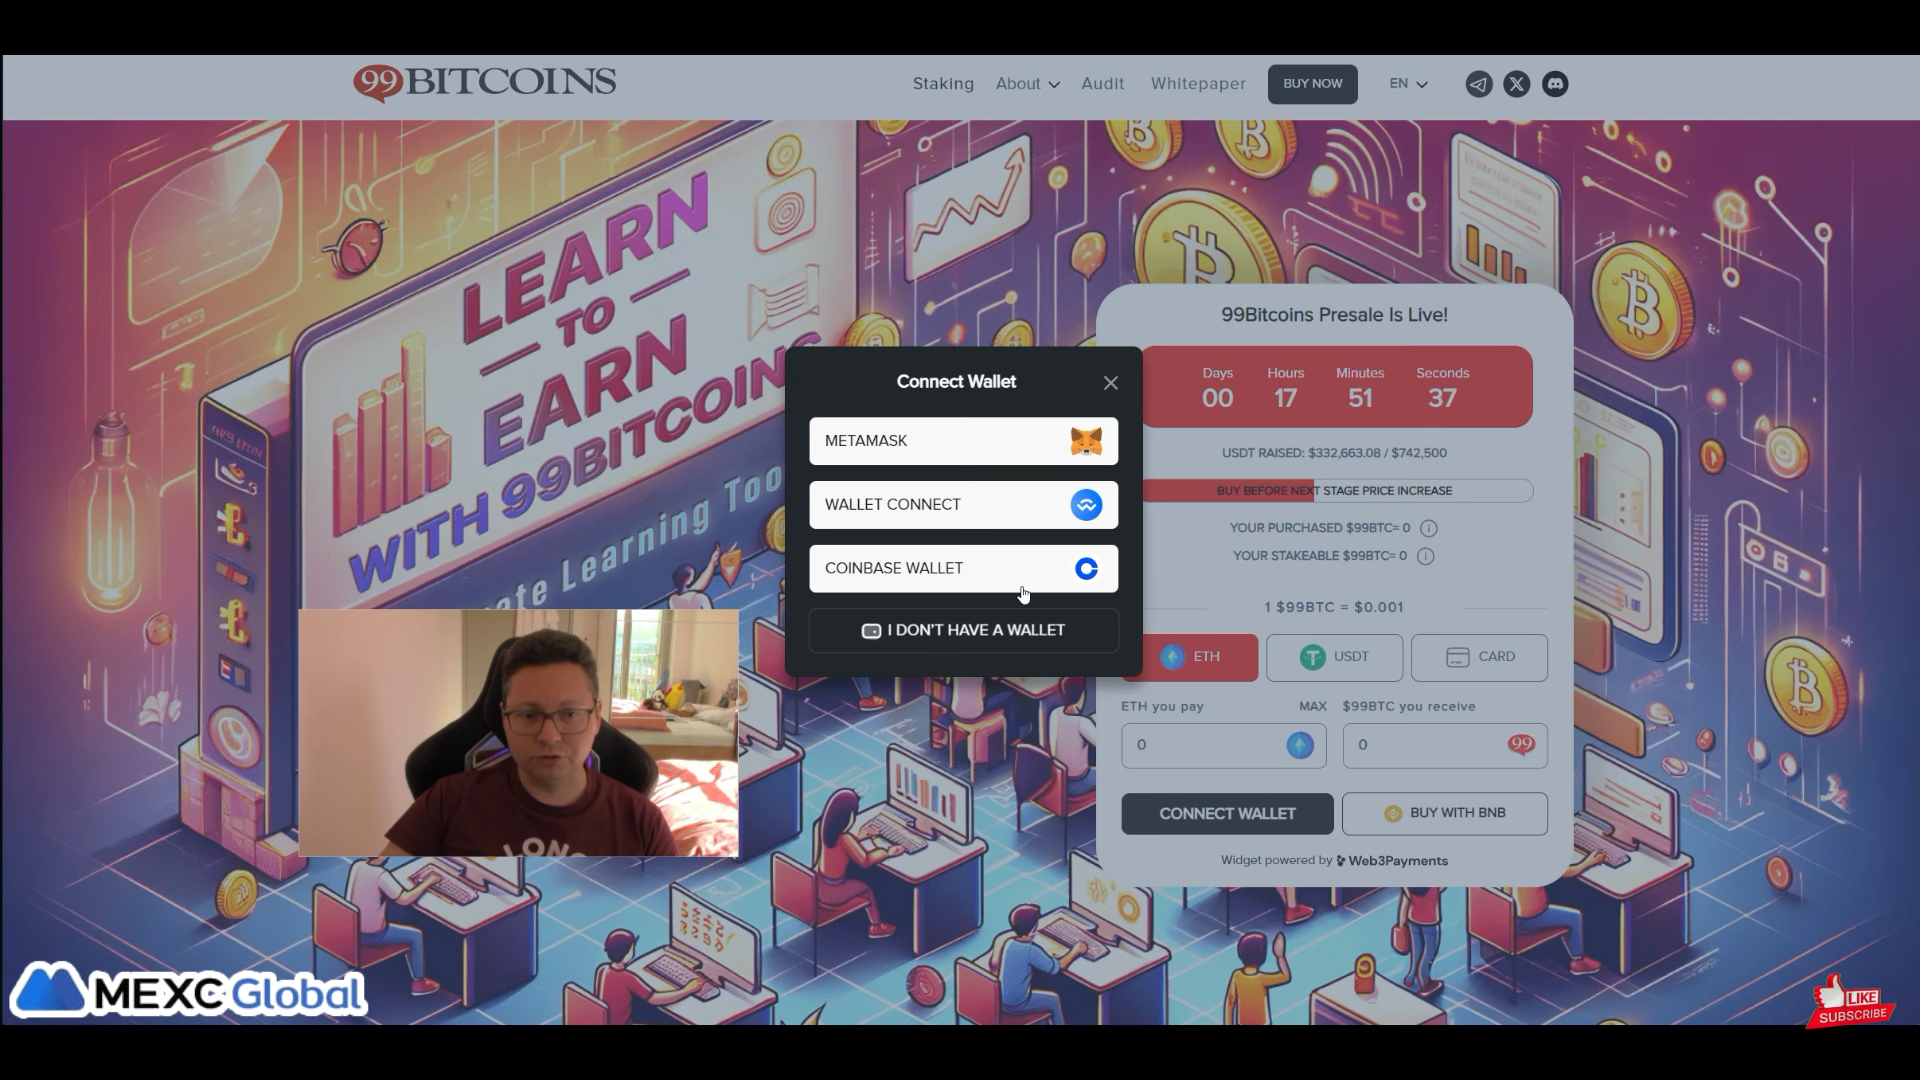 99BITCOINS
Staking
About
Audit
Whitepaper
BUY NOW
EN
LEARN
TO
EARN
WITH 99BITCOINS
Learning Too
99Bitcoins Presale Is Live!
Days
Hours
Minutes
Seconds
00
17
51
37
USDT RAISED: $332,663.08 / $742,500
BUY BEFORE NEXT STAGE PRICE INCREASE
YOUR PURCHASED $99BTC= 0
YOUR STAKEABLE $99BTC= 0
1 $99BTC = $0.001
ETH
USDT
CARD
ETH you pay
MAX
$99BTC you receive
0
0
99
CONNECT WALLET
BUY WITH BNB
Widget powered by Web3Payments
Connect Wallet
METAMASK
WALLET CONNECT
COINBASE WALLET
I DON'T HAVE A WALLET
MEXC Global
LIKE
SUBSCRIBE